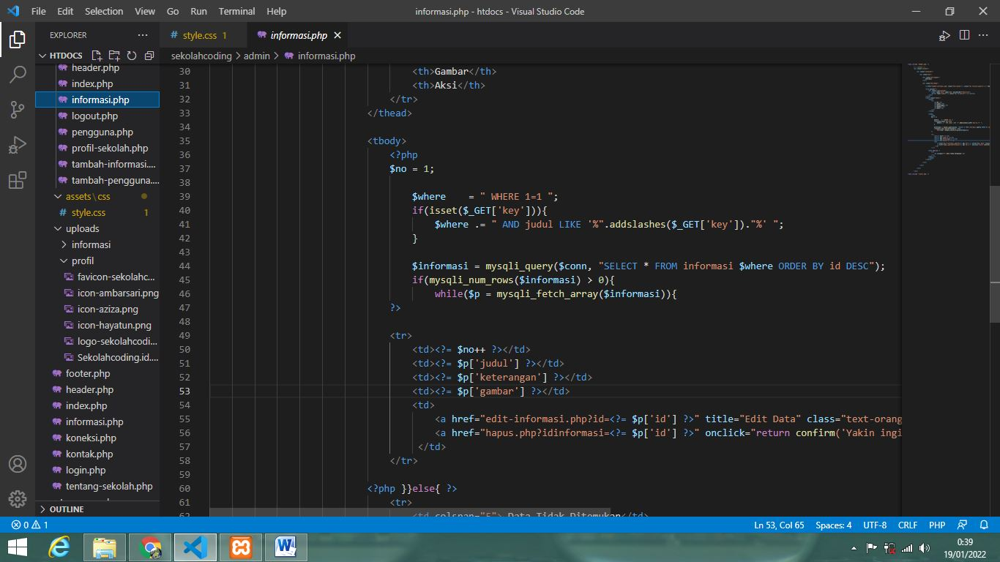 File Edit Selection View Go Run Terminal Help informasi.php - htdocs - Visual Studio Code
EXPLORER ···
HTDOCS
header.php
index.php
informasi.php
logout.php
pengguna.php
profil-sekolah.php
tambah-informasi....
tambah-pengguna....
assets\css
# style.css 1
uploads
informasi
profil
favicon-sekolahc...
icon-ambarsari.png
icon-aziza.png
icon-hayatun.png
logo-sekolahcodi...
Sekolahcoding.id....
footer.php
header.php
index.php
informasi.php
koneksi.php
kontak.php
login.php
tentang-sekolah.php
OUTLINE
# style.css 1 informasi.php
sekolahcoding > admin > informasi.php
30 <th>Gambar</th>
31 <th>Aksi</th>
32 </tr>
33 </thead>
34
35 <tbody>
36 <?php
37 $no = 1;
38
39 $where    = " WHERE 1=1 ";
40 if(isset($_GET['key'])){
41 $where .= " AND judul LIKE '%".addslashes($_GET['key'])."%' ";
42 }
43
44 $informasi = mysqli_query($conn, "SELECT * FROM informasi $where ORDER BY id DESC");
45 if(mysqli_num_rows($informasi) > 0){
46 while($p = mysqli_fetch_array($informasi)){
47 ?>
48
49 <tr>
50 <td><?= $no++ ?></td>
51 <td><?= $p['judul'] ?></td>
52 <td><?= $p['keterangan'] ?></td>
53 <td><?= $p['gambar'] ?></td>
54 <td>
55 <a href="edit-informasi.php?id=<?= $p['id'] ?>" title="Edit Data" class="text-orang
56 <a href="hapus.php?idinformasi=<?= $p['id'] ?>" onclick="return confirm('Yakin ingi
57 </td>
58 </tr>
59
60 <?php }}else{ ?>
61 <tr>
62 <td colspan="5"> Data Tidak Ditemukan</td>
0 1 Ln 53, Col 65 Spaces: 4 UTF-8 CRLF PHP
0:39
19/01/2022